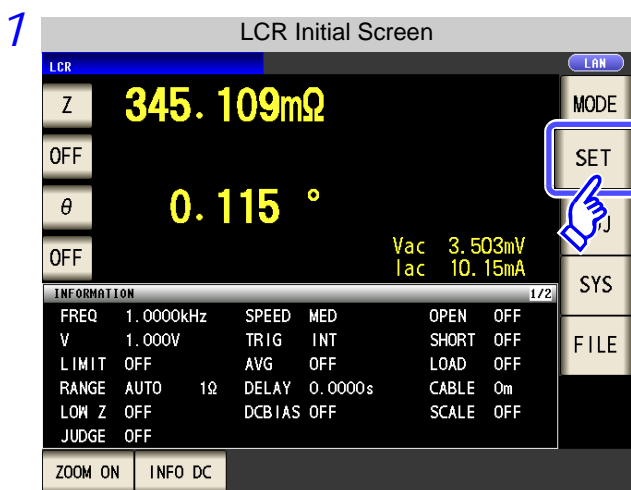 1
LCR Initial Screen
LCR LAN
Z 345.109mΩ MODE
OFF SET
θ 0.115 °
OFF Vac 3.503mV
Iac 10.15mA
SYS
INFORMATION 1/2
FREQ 1.0000kHz SPEED MED OPEN OFF
V 1.000V TRIG INT SHORT OFF FILE
LIMIT OFF AVG OFF LOAD OFF
RANGE AUTO 1Ω DELAY 0.0000s CABLE 0m
LOW Z OFF DCBIAS OFF SCALE OFF
JUDGE OFF
ZOOM ON INFO DC